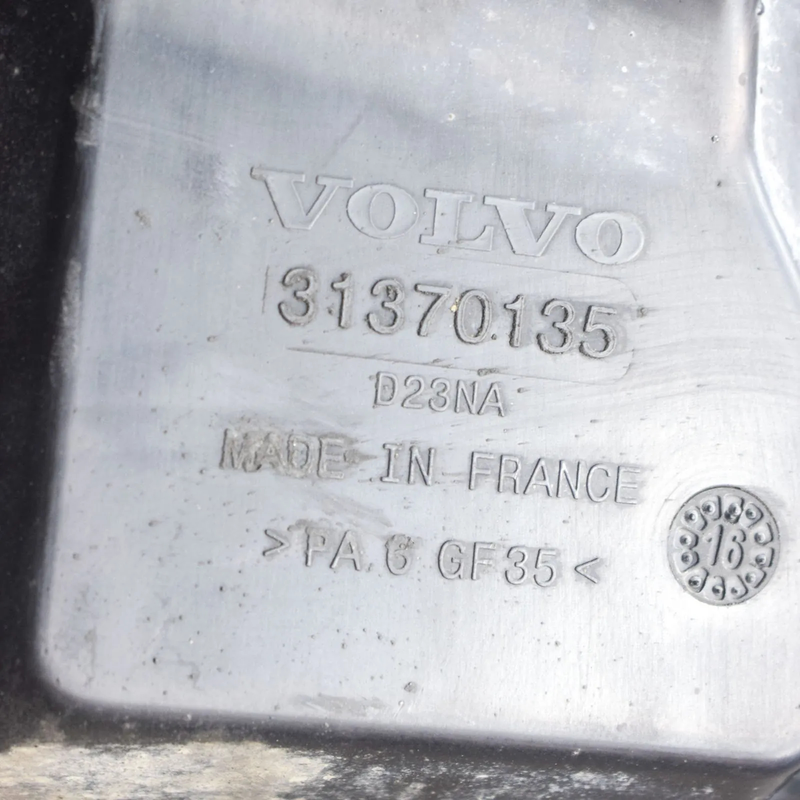 VOLVO
31370135
D23NA
MADE IN FRANCE
>PA 6 GF35<
16